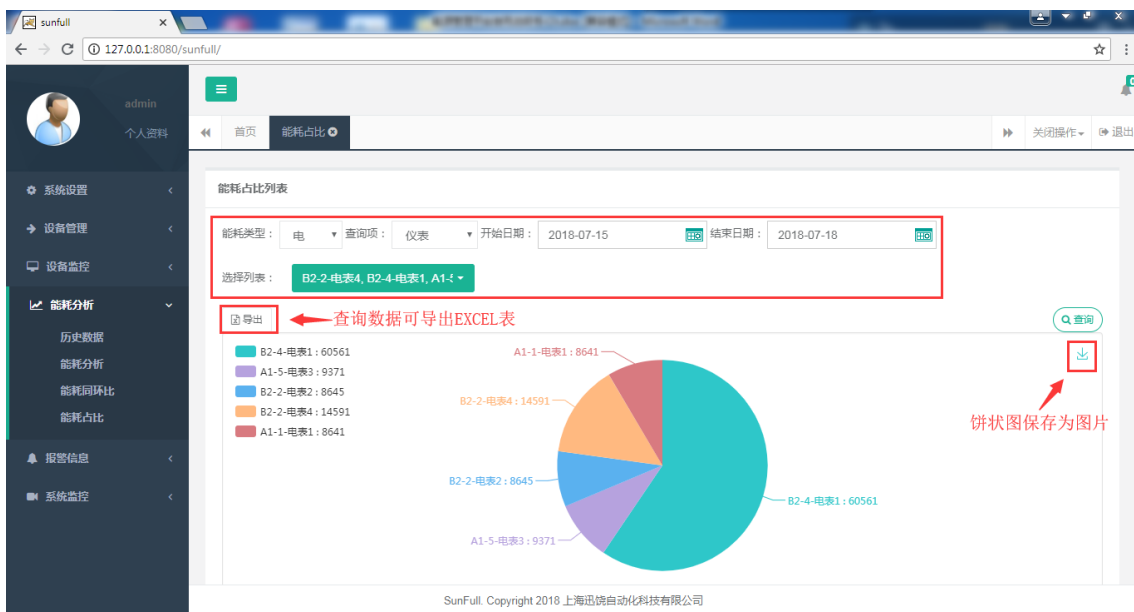 sunfull
127.0.0.1:8080/sunfull/
admin
个人资料
首页
能耗占比
关闭操作
退出
系统设置
设备管理
设备监控
能耗分析
历史数据
能耗分析
能耗同环比
能耗占比
报警信息
系统监控
能耗占比列表
能耗类型： 电 查询项： 仪表 开始日期： 2018-07-15 结束日期： 2018-07-18
选择列表： B2-2-电表4, B2-4-电表1, A1-
导出
查询数据可导出EXCEL表
查询
B2-4-电表1 : 60561
A1-5-电表3 : 9371
B2-2-电表2 : 8645
B2-2-电表4 : 14591
A1-1-电表1 : 8641
A1-1-电表1 : 8641
B2-2-电表4 : 14591
B2-2-电表2 : 8645
A1-5-电表3 : 9371
B2-4-电表1 : 60561
饼状图保存为图片
SunFull. Copyright 2018 上海迅饶自动化科技有限公司